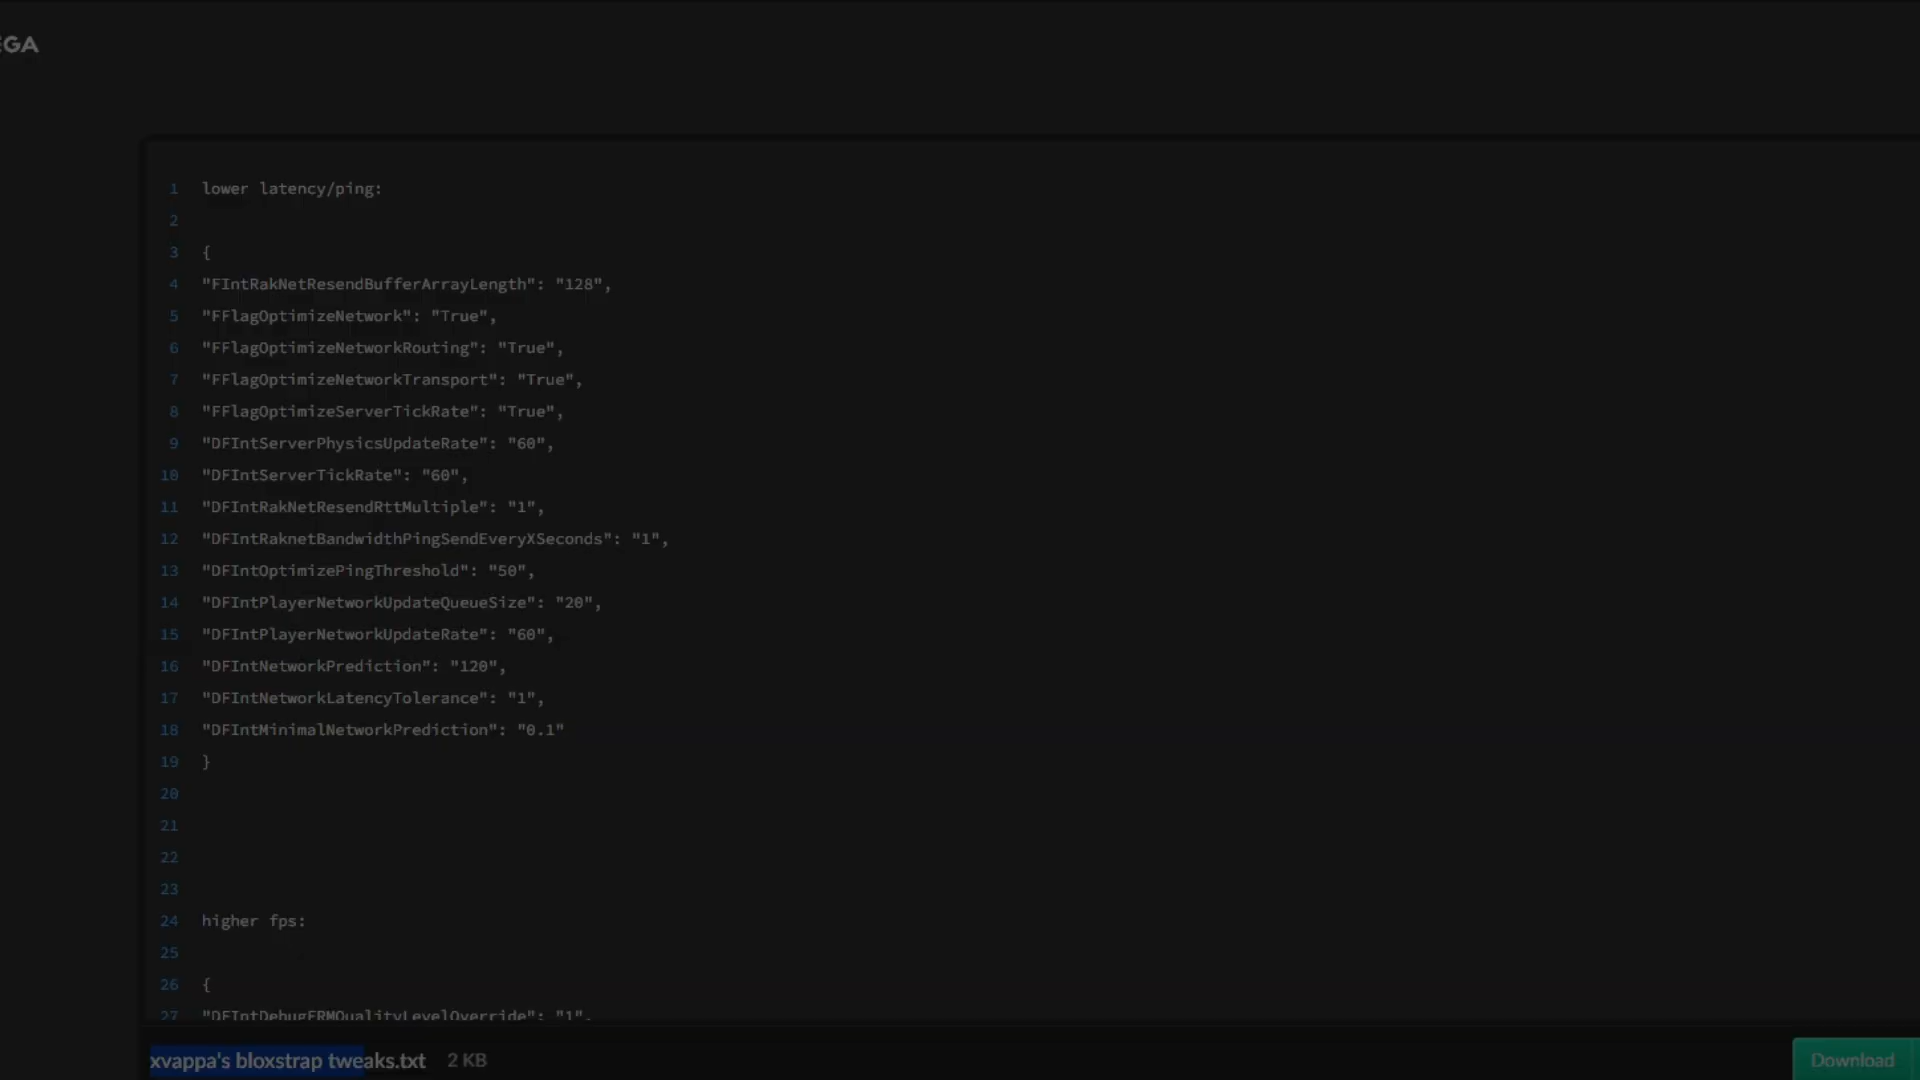 EGA
1 lower latency/ping:
2
3 {
4 "FIntRakNetResendBufferArrayLength": "128",
5 "FFlagOptimizeNetwork": "True",
6 "FFlagOptimizeNetworkRouting": "True",
7 "FFlagOptimizeNetworkTransport": "True",
8 "FFlagOptimizeServerTickRate": "True",
9 "DFIntServerPhysicsUpdateRate": "60",
10 "DFIntServerTickRate": "60",
11 "DFIntRakNetResendRttMultiple": "1",
12 "DFIntRaknetBandwidthPingSendEveryXSeconds": "1",
13 "DFIntOptimizePingThreshold": "50",
14 "DFIntPlayerNetworkUpdateQueueSize": "20",
15 "DFIntPlayerNetworkUpdateRate": "60",
16 "DFIntNetworkPrediction": "120",
17 "DFIntNetworkLatencyTolerance": "1",
18 "DFIntMinimalNetworkPrediction": "0.1"
19 }
20
21
22
23
24 higher fps:
25
26 {
27 "DFIntDebugFRMQualityLevelOverride": "1",
xvappa's bloxstrap tweaks.txt 2 KB
Download